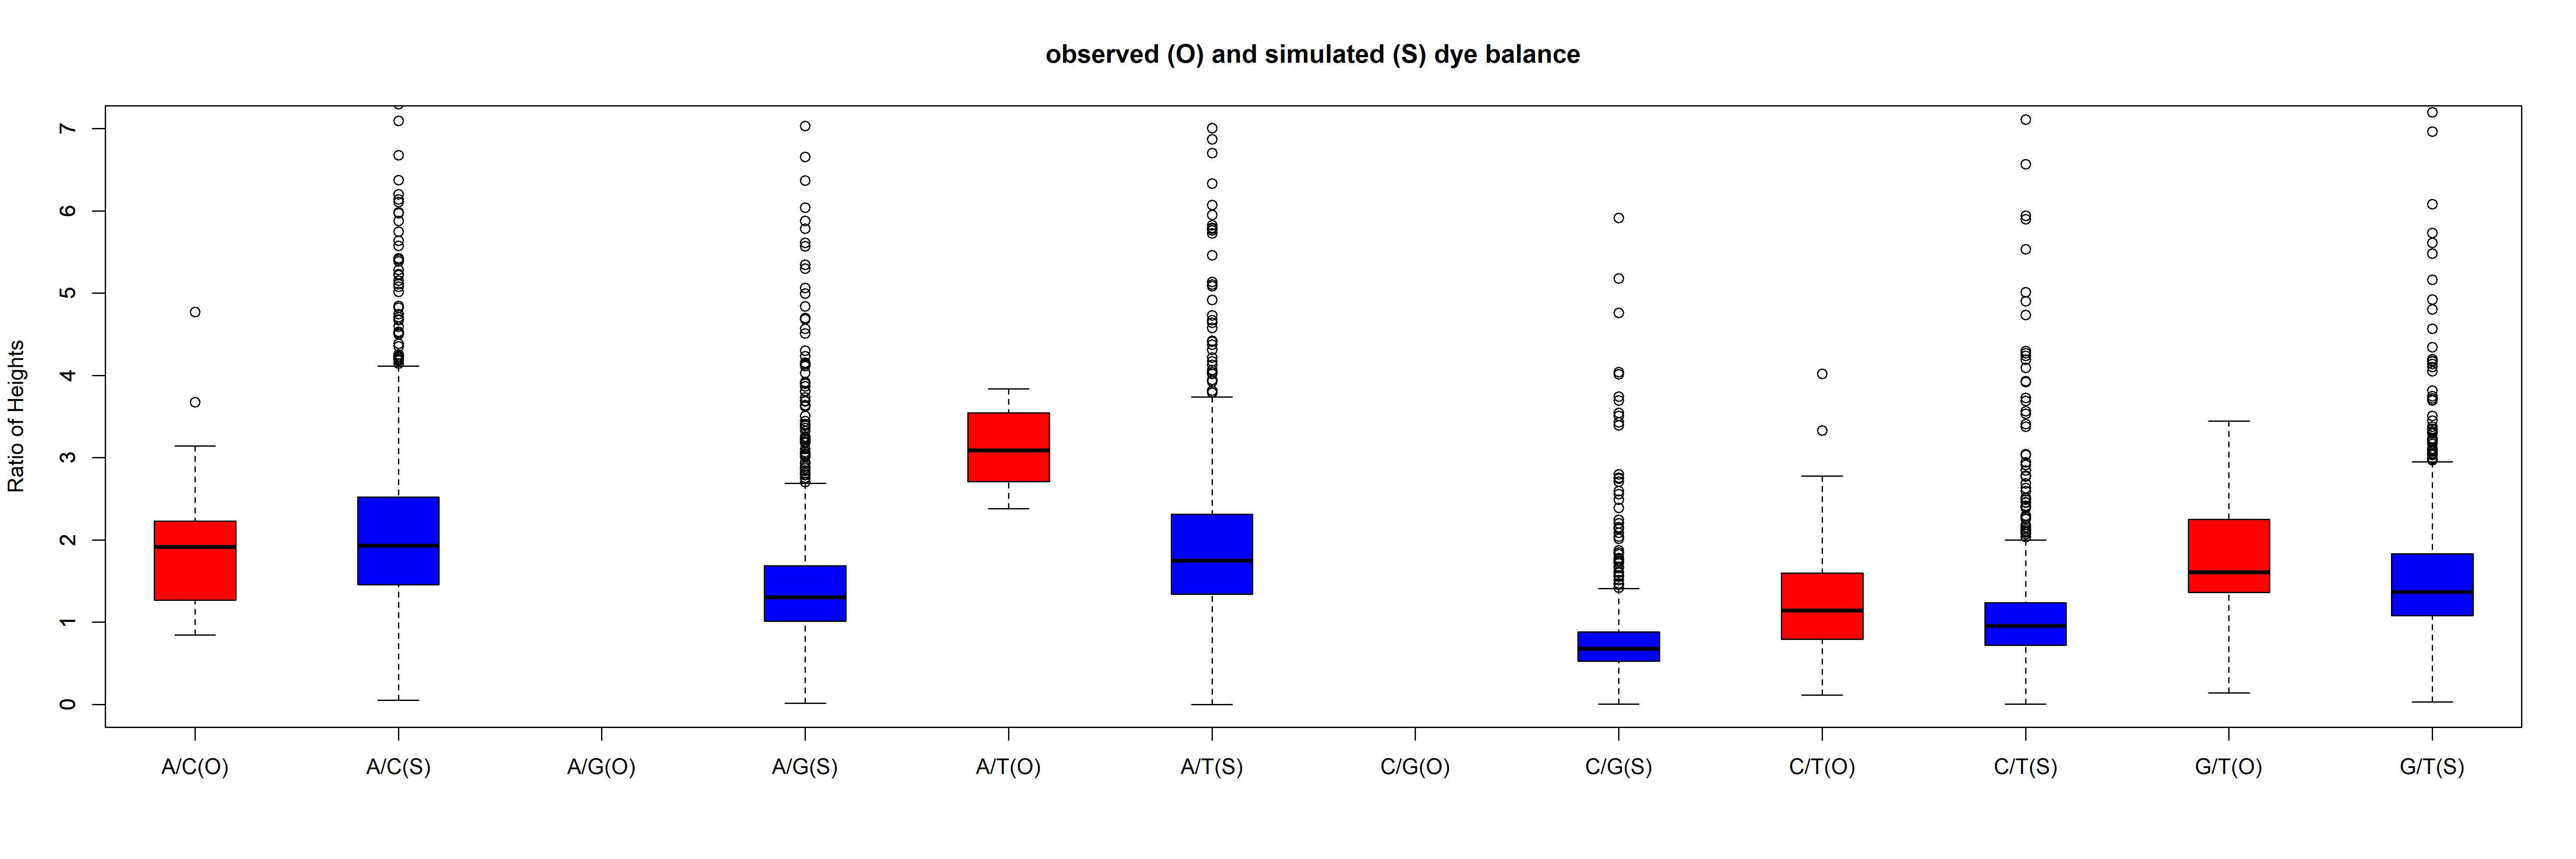 observed (O) and simulated (S) dye balance
Ratio of Heights
7
6
5
4
3
2
1
0
A/C(O) A/C(S) A/G(O) A/G(S) A/T(O) A/T(S) C/G(O) C/G(S) C/T(O) C/T(S) G/T(O) G/T(S)